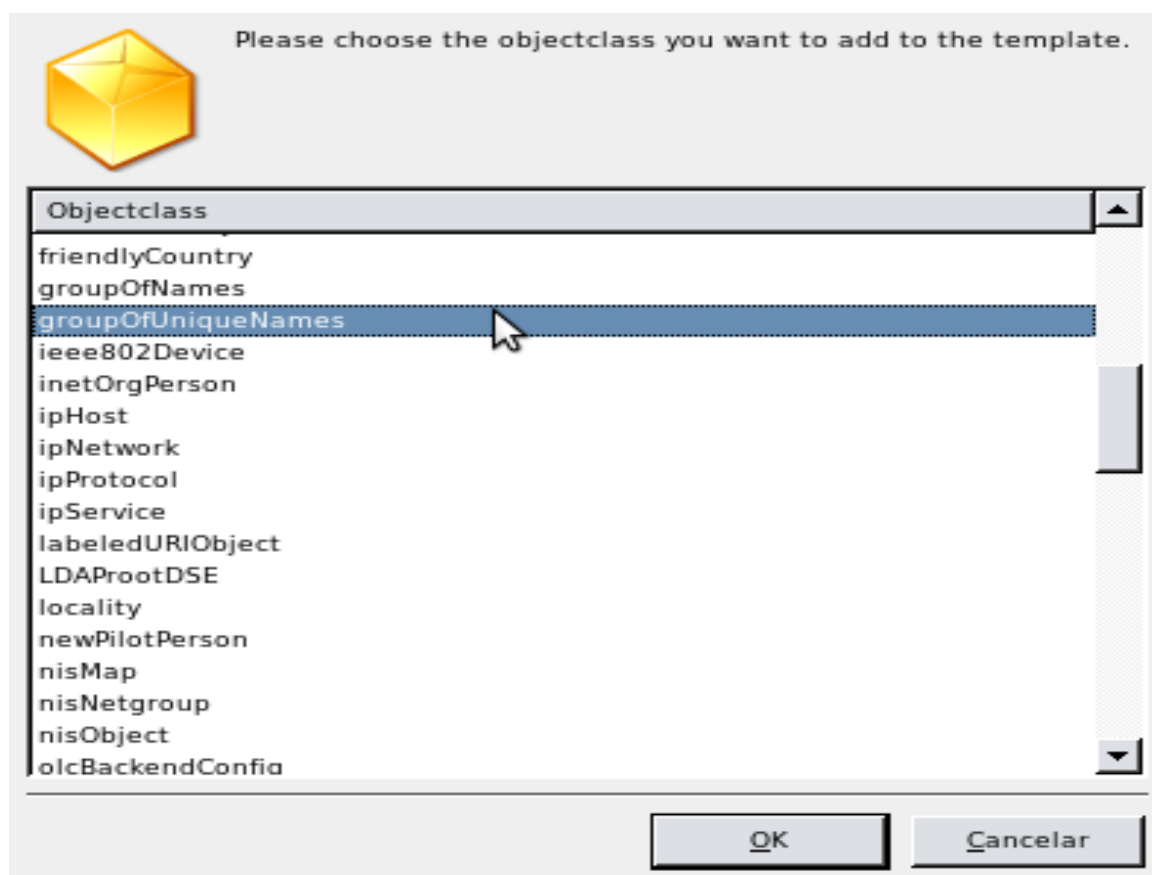 Please choose the objectclass you want to add to the template.
Objectclass
friendlyCountry
groupOfNames
groupOfUniqueNames
ieee802Device
inetOrgPerson
ipHost
ipNetwork
ipProtocol
ipService
labeledURIObject
LDAProotDSE
locality
newPilotPerson
nisMap
nisNetgroup
nisObject
olcBackendConfig
OK
Cancelar